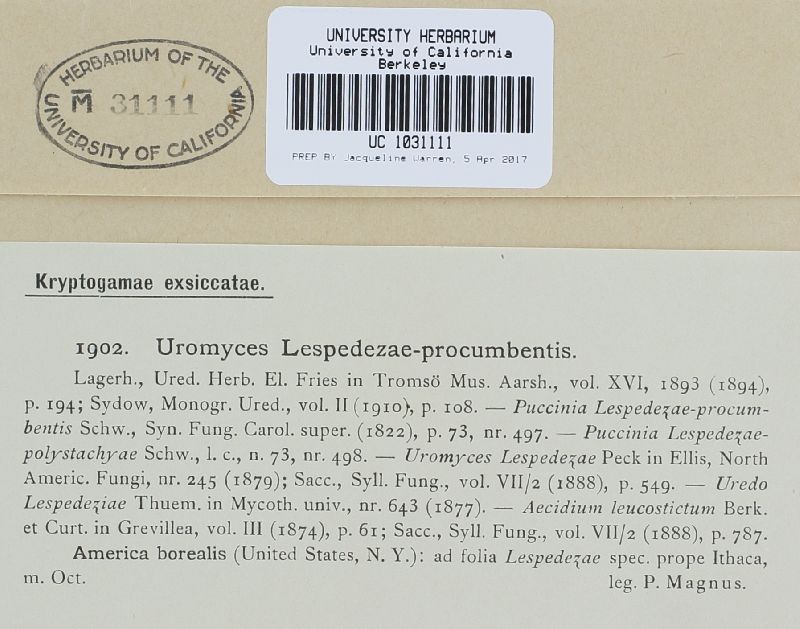 HERBARIUM OF THE
M 31111
UNIVERSITY OF CALIFORNIA
UNIVERSITY HERBARIUM
University of California
Berkeley
UC 1031111
PREP BY Jacqueline Warren, 5 Apr 2017
Kryptogamae exsiccatae.
1902. Uromyces Lespedezae-procumbentis.
Lagerh., Ured. Herb. El. Fries in Tromsö Mus. Aarsh., vol. XVI, 1893 (1894),
p. 194; Sydow, Monogr. Ured., vol. II (1910), p. 108. — Puccinia Lespedezae-procum-
bentis Schw., Syn. Fung. Carol. super. (1822), p. 73, nr. 497. — Puccinia Lespedezae-
polystachyae Schw., l. c., n. 73, nr. 498. — Uromyces Lespedezae Peck in Ellis, North
Americ. Fungi, nr. 245 (1879); Sacc., Syll. Fung., vol. VII/2 (1888), p. 549. — Uredo
Lespedeziae Thuem. in Mycoth. univ., nr. 643 (1877). — Aecidium leucostictum Berk.
et Curt. in Grevillea, vol. III (1874), p. 61; Sacc., Syll. Fung., vol. VII/2 (1888), p. 787.
America borealis (United States, N. Y.): ad folia Lespedezae spec. prope Ithaca,
m. Oct. leg. P. Magnus.